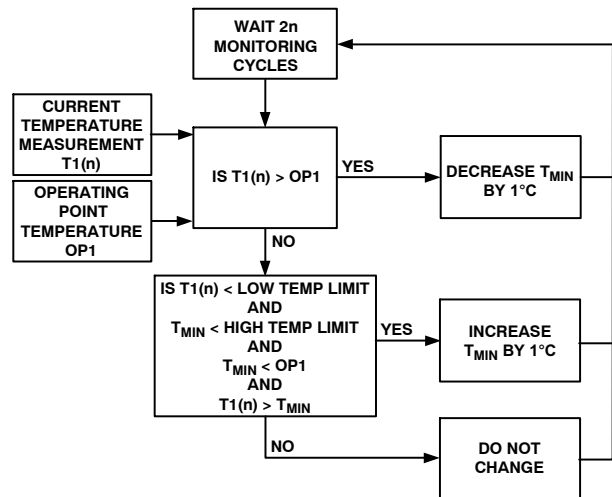 WAIT 2n
MONITORING
CYCLES
CURRENT
TEMPERATURE
MEASUREMENT
T1(n)
OPERATING
POINT
TEMPERATURE
OP1
IS T1(n) > OP1
YES
DECREASE TMIN
BY 1°C
NO
IS T1(n) < LOW TEMP LIMIT
AND
TMIN < HIGH TEMP LIMIT
AND
TMIN < OP1
AND
T1(n) > TMIN
YES
INCREASE
TMIN BY 1°C
NO
DO NOT
CHANGE